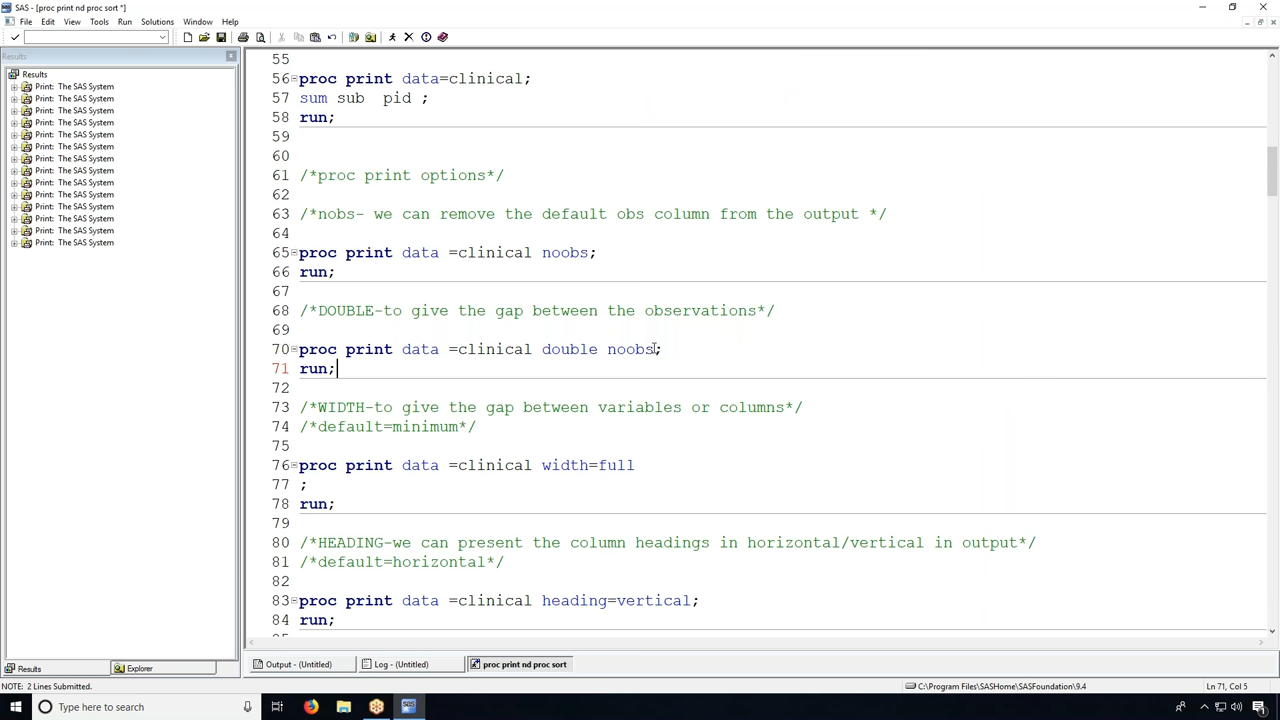 SAS - [proc print nd proc sort *]
File Edit View Tools Run Solutions Window Help
Results
Results
Print: The SAS System
Print: The SAS System
Print: The SAS System
Print: The SAS System
Print: The SAS System
Print: The SAS System
Print: The SAS System
Print: The SAS System
Print: The SAS System
Print: The SAS System
Print: The SAS System
Print: The SAS System
Print: The SAS System
Print: The SAS System
55
56 proc print data=clinical;
57 sum sub  pid ;
58 run;
59
60
61 /*proc print options*/
62
63 /*nobs- we can remove the default obs column from the output */
64
65 proc print data =clinical noobs;
66 run;
67
68 /*DOUBLE-to give the gap between the observations*/
69
70 proc print data =clinical double noobs;
71 run;
72
73 /*WIDTH-to give the gap between variables or columns*/
74 /*default=minimum*/
75
76 proc print data =clinical width=full
77 ;
78 run;
79
80 /*HEADING-we can present the column headings in horizontal/vertical in output*/
81 /*default=horizontal*/
82
83 proc print data =clinical heading=vertical;
84 run;
Results Explorer
Output - (Untitled) Log - (Untitled) proc print nd proc sort
NOTE: 2 Lines Submitted.
C:\Program Files\SASHome\SASFoundation\9.4
Ln 71, Col 5
Type here to search